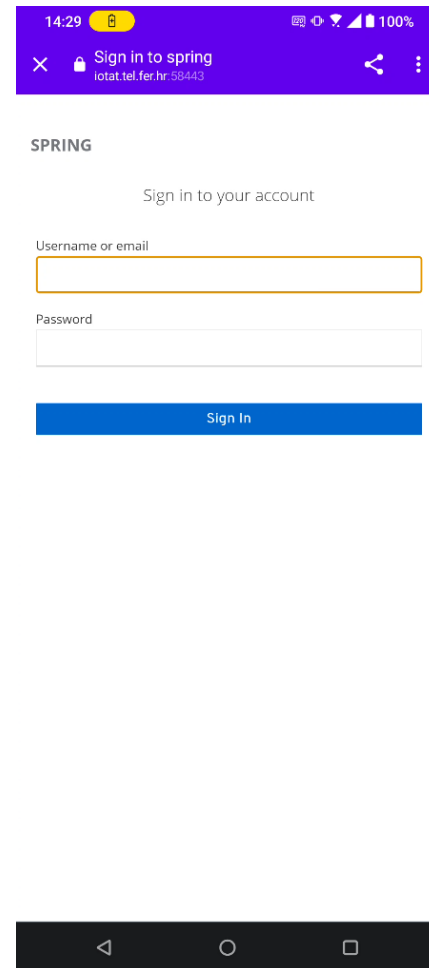 14:29
100%
Sign in to spring
iotat.tel.fer.hr:58443
SPRING
Sign in to your account
Username or email
Password
Sign In